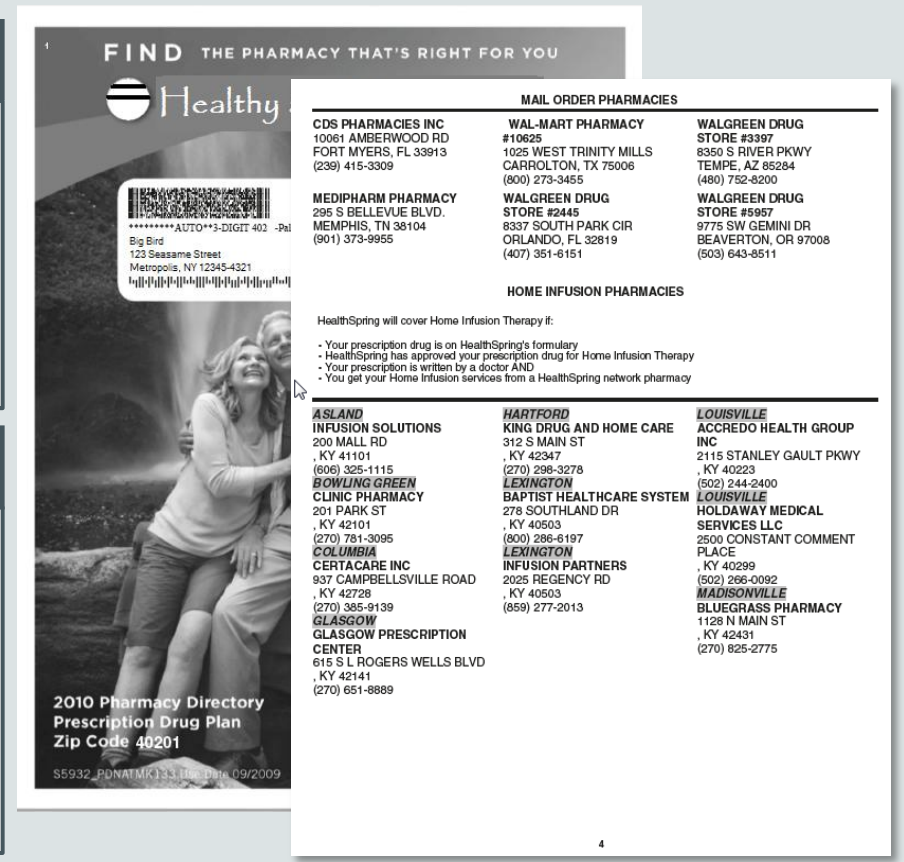 1
FIND THE PHARMACY THAT'S RIGHT FOR YOU
Healthy
*********AUTO**3-DIGIT 402
Big Bird
123 Seasame Street
Metropolis, NY 12345-4321
2010 Pharmacy Directory
Prescription Drug Plan
Zip Code 40201
S5932_PDNATMK133 Use Date 09/2009
MAIL ORDER PHARMACIES
CDS PHARMACIES INC
10061 AMBERWOOD RD
FORT MYERS, FL 33913
(239) 415-3309
MEDIPHARM PHARMACY
295 S BELLEVUE BLVD.
MEMPHIS, TN 38104
(901) 373-9955
WAL-MART PHARMACY
#10625
1025 WEST TRINITY MILLS
CARROLTON, TX 75006
(800) 273-3455
WALGREEN DRUG
STORE #2445
8337 SOUTH PARK CIR
ORLANDO, FL 32819
(407) 351-6151
WALGREEN DRUG
STORE #3397
8350 S RIVER PKWY
TEMPE, AZ 85284
(480) 752-8200
WALGREEN DRUG
STORE #5957
9775 SW GEMINI DR
BEAVERTON, OR 97008
(503) 643-8511
HOME INFUSION PHARMACIES
HealthSpring will cover Home Infusion Therapy if:
- Your prescription drug is on HealthSpring's formulary
- HealthSpring has approved your prescription drug for Home Infusion Therapy
- Your prescription is written by a doctor AND
- You get your Home Infusion services from a HealthSpring network pharmacy
ASLAND
INFUSION SOLUTIONS
200 MALL RD
, KY 41101
(606) 325-1115
BOWLING GREEN
CLINIC PHARMACY
201 PARK ST
, KY 42101
(270) 781-3095
COLUMBIA
CERTACARE INC
937 CAMPBELLSVILLE ROAD
, KY 42728
(270) 385-9139
GLASGOW
GLASGOW PRESCRIPTION
CENTER
615 S L ROGERS WELLS BLVD
, KY 42141
(270) 651-8889
HARTFORD
KING DRUG AND HOME CARE
312 S MAIN ST
, KY 42347
(270) 298-3278
LEXINGTON
BAPTIST HEALTHCARE SYSTEM
278 SOUTHLAND DR
, KY 40503
(800) 286-6197
LEXINGTON
INFUSION PARTNERS
2025 REGENCY RD
, KY 40503
(859) 277-2013
LOUISVILLE
ACCREDO HEALTH GROUP
INC
2115 STANLEY GAULT PKWY
, KY 40223
(502) 244-2400
LOUISVILLE
HOLDAWAY MEDICAL
SERVICES LLC
2500 CONSTANT COMMENT
PLACE
, KY 40299
(502) 266-0092
MADISONVILLE
BLUEGRASS PHARMACY
1128 N MAIN ST
, KY 42431
(270) 825-2775
4